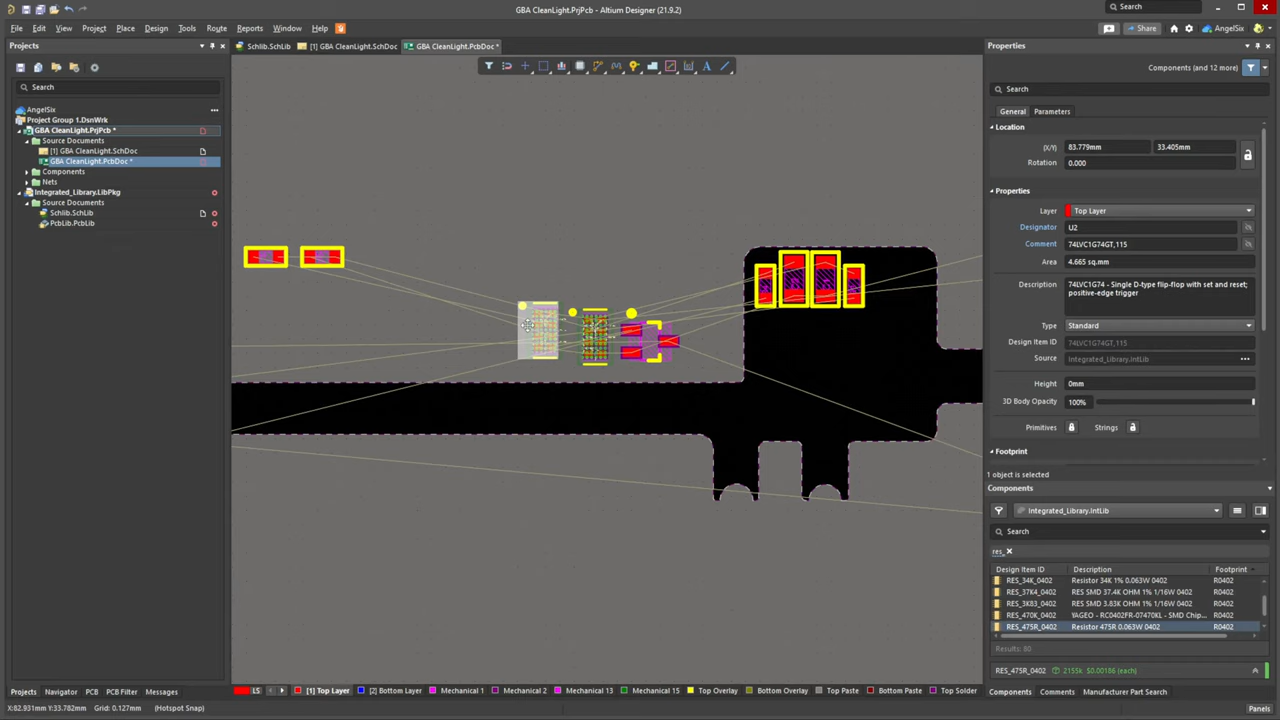 GBA CleanLight.PrjPcb - Altium Designer (21.9.2)
Search
File Edit View Project Place Design Tools Route Reports Window Help
Share
AngelSix
Projects
Schlib.SchLib
[1] GBA CleanLight.SchDoc
GBA CleanLight.PcbDoc *
Properties
Components (and 12 more)
Search
Search
AngelSix
Project Group 1.DsnWrk
GBA CleanLight.PrjPcb *
Source Documents
[1] GBA CleanLight.SchDoc
GBA CleanLight.PcbDoc *
Components
Nets
Integrated_Library.LibPkg
Source Documents
Schlib.SchLib
PcbLib.PcbLib
General Parameters
Location
(X/Y) 83.779mm 33.405mm
Rotation 0.000
Properties
Layer Top Layer
Designator U2
Comment 74LVC1G74GT,115
Area 4.665 sq.mm
Description 74LVC1G74 - Single D-type flip-flop with set and reset;
positive-edge trigger
Type Standard
Design Item ID 74LVC1G74GT,115
Source Integrated_Library.IntLib
Height 0mm
3D Body Opacity 100%
Primitives Strings
Footprint
1 object is selected
Components
Integrated_Library.IntLib
Search
res_
Design Item ID Description Footprint
RES_34K_0402 Resistor 34K 1% 0.063W 0402 R0402
RES_37K4_0402 RES SMD 37.4K OHM 1% 1/16W 0402 R0402
RES_3K83_0402 RES SMD 3.83K OHM 1% 1/16W 0402 R0402
RES_470K_0402 YAGEO - RC0402FR-07470KL - SMD Chip... R0402
RES_475R_0402 Resistor 475R 0.063W 0402 R0402
Results: 80
RES_475R_0402 2155k $0.00186 (each)
Projects Navigator PCB PCB Filter Messages
LS [1] Top Layer [2] Bottom Layer Mechanical 1 Mechanical 2 Mechanical 13 Mechanical 15 Top Overlay Bottom Overlay Top Paste Bottom Paste Top Solder
Components Comments Manufacturer Part Search
X:82.931mm Y:33.782mm Grid: 0.127mm (Hotspot Snap)
Panels